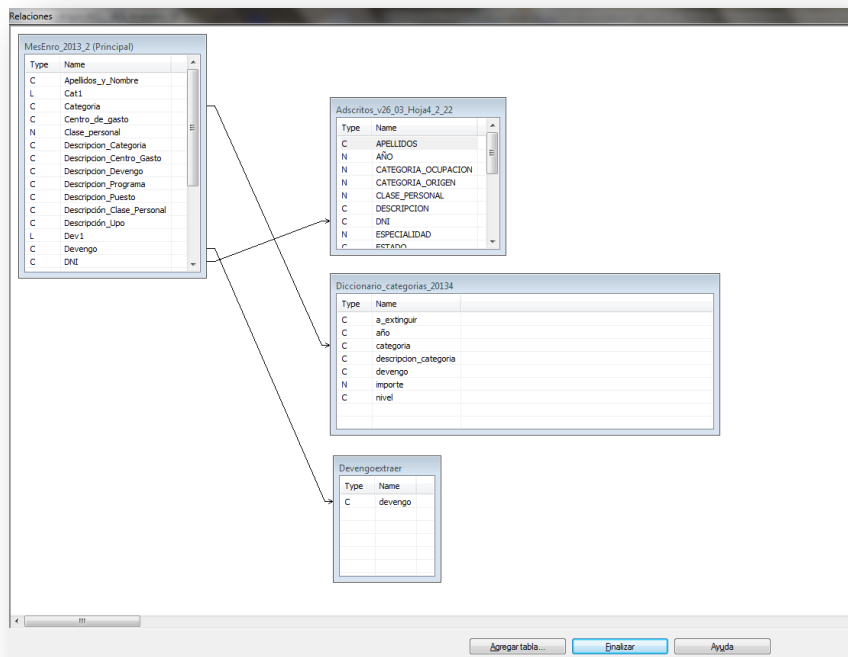 Relaciones
MesEnro_2013_2 (Principal)
Type Name
C Apellidos_y_Nombre
L Cat1
C Categoria
C Centro_de_gasto
N Clase_personal
C Descripcion_Categoria
C Descripcion_Centro_Gasto
C Descripcion_Devengo
C Descripcion_Programa
C Descripcion_Puesto
C Descripción_Clase_Personal
C Descripción_Upo
L Dev1
C Devengo
C DNI
Adscritos_v26_03_Hoja4_2_22
Type Name
C APELLIDOS
N AÑO
N CATEGORIA_OCUPACION
N CATEGORIA_ORIGEN
N CLASE_PERSONAL
C DESCRIPCION
C DNI
N ESPECIALIDAD
C ESTADO
Diccionario_categorias_20134
Type Name
C a_extinguir
C año
C categoria
C descripcion_categoria
C devengo
N importe
C nivel
Devengoextraer
Type Name
C devengo
Agregar tabla... Finalizar Ayuda